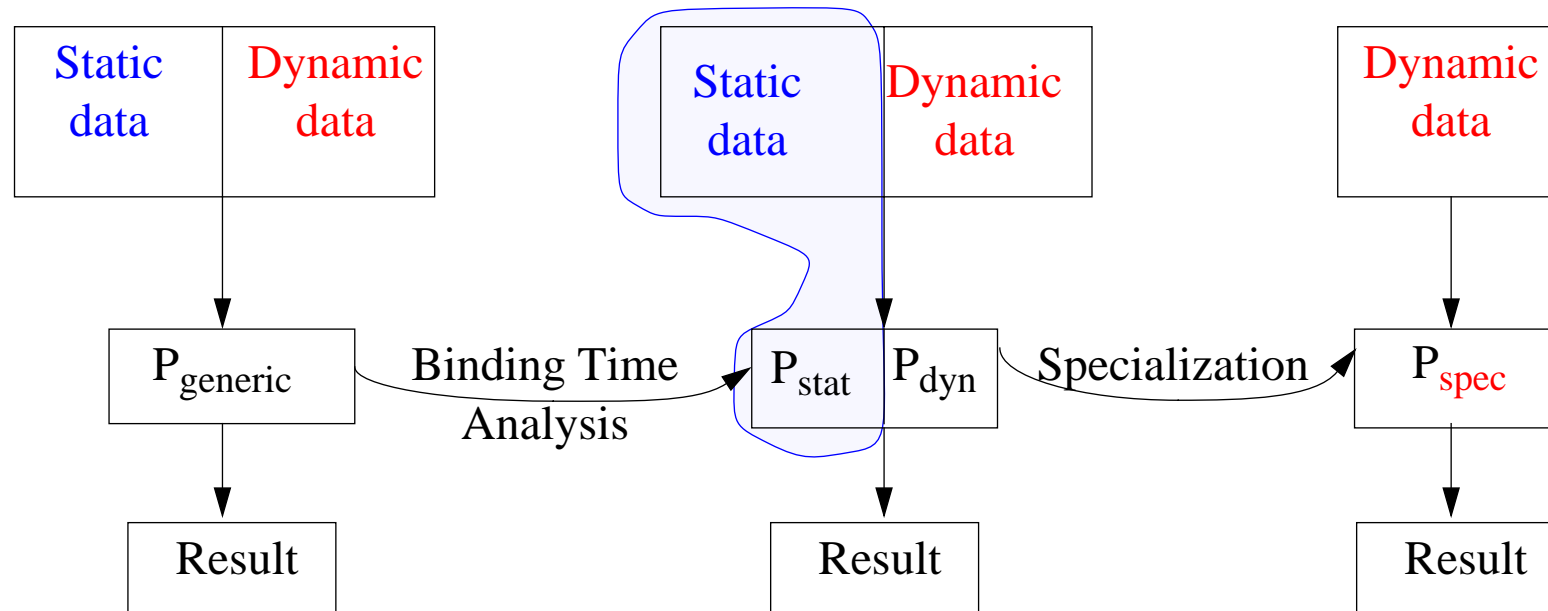 Static
data
Dynamic
data
Static
data
Dynamic
data
Dynamic
data
P generic
Binding Time
Analysis
P stat
P dyn
Specialization
P spec
Result
Result
Result